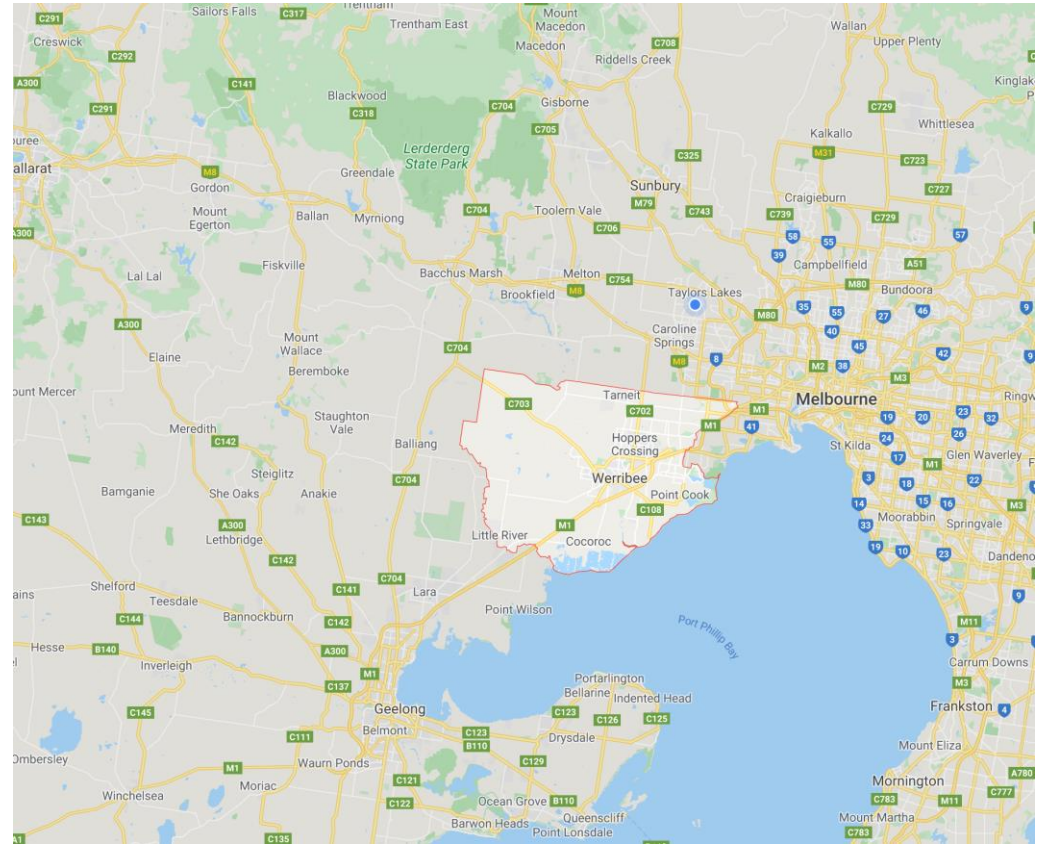 Sailors Falls
Trentham
C291
C317
Trentham East
Mount
Macedon
Wallan
Creswick
Macedon
C708
Upper Plenty
C292
Riddells Creek
A300
C141
Kinglak
Blackwood
C704
Gisborne
C729
C291
C318
C705
Whittlesea
Kalkallo
Lerderderg
State Park
C325
M31
C723
allarat
M8
Greendale
Sunbury
Gordon
M79
Craigieburn
C727
Mount
Egerton
Ballan
Myrniong
C704
Toolern Vale
C743
C739
C729
A300
C706
58
55
57
Fiskville
39
Campbellfield
A51
Lal Lal
Bacchus Marsh
Melton
C754
M80
Bundoora
Brookfield
M8
Taylors Lakes
35
55
46
9
A300
M80
27
Mount
Wallace
Caroline
Springs
40
45
Elaine
C704
M8
8
42
9
Beremboke
M2
38
M3
ount Mercer
Tarneit
Melbourne
Ringw
C703
C702
M1
19
20
23
32
Staughton
Vale
M1
41
Meredith
Hoppers
Crossing
St Kilda
24
26
C142
Balliang
17
M1
Glen Waverley
Steiglitz
C704
Werribee
3
18
22
Bamganie
She Oaks
Anakie
Point Cook
14
15
16
M3
C143
A300
M1
C108
33
Moorabbin
Springvale
Lethbridge
Little River
Cocoroc
19
10
23
Dandeno
C142
Shelford
C704
Lara
9
ains
Teesdale
C141
C144
Bannockburn
C142
Point Wilson
M11
Port Phillip Bay
3
Hesse
B140
A300
Carrum Downs
Inverleigh
M1
Portarlington
M3
C137
Bellarine
Indented Head
C145
Geelong
C123
C126
C125
Frankston
4
Belmont
C123
C111
B110
Drysdale
Mount Eliza
Ombersley
Waurn Ponds
C129
M1
C121
A780
Moriac
Mornington
C777
Winchelsea
C122
Ocean Grove
B110
C783
M11
Queenscliff
Mount Martha
Barwon Heads
Point Lonsdale
A1
C135
C783